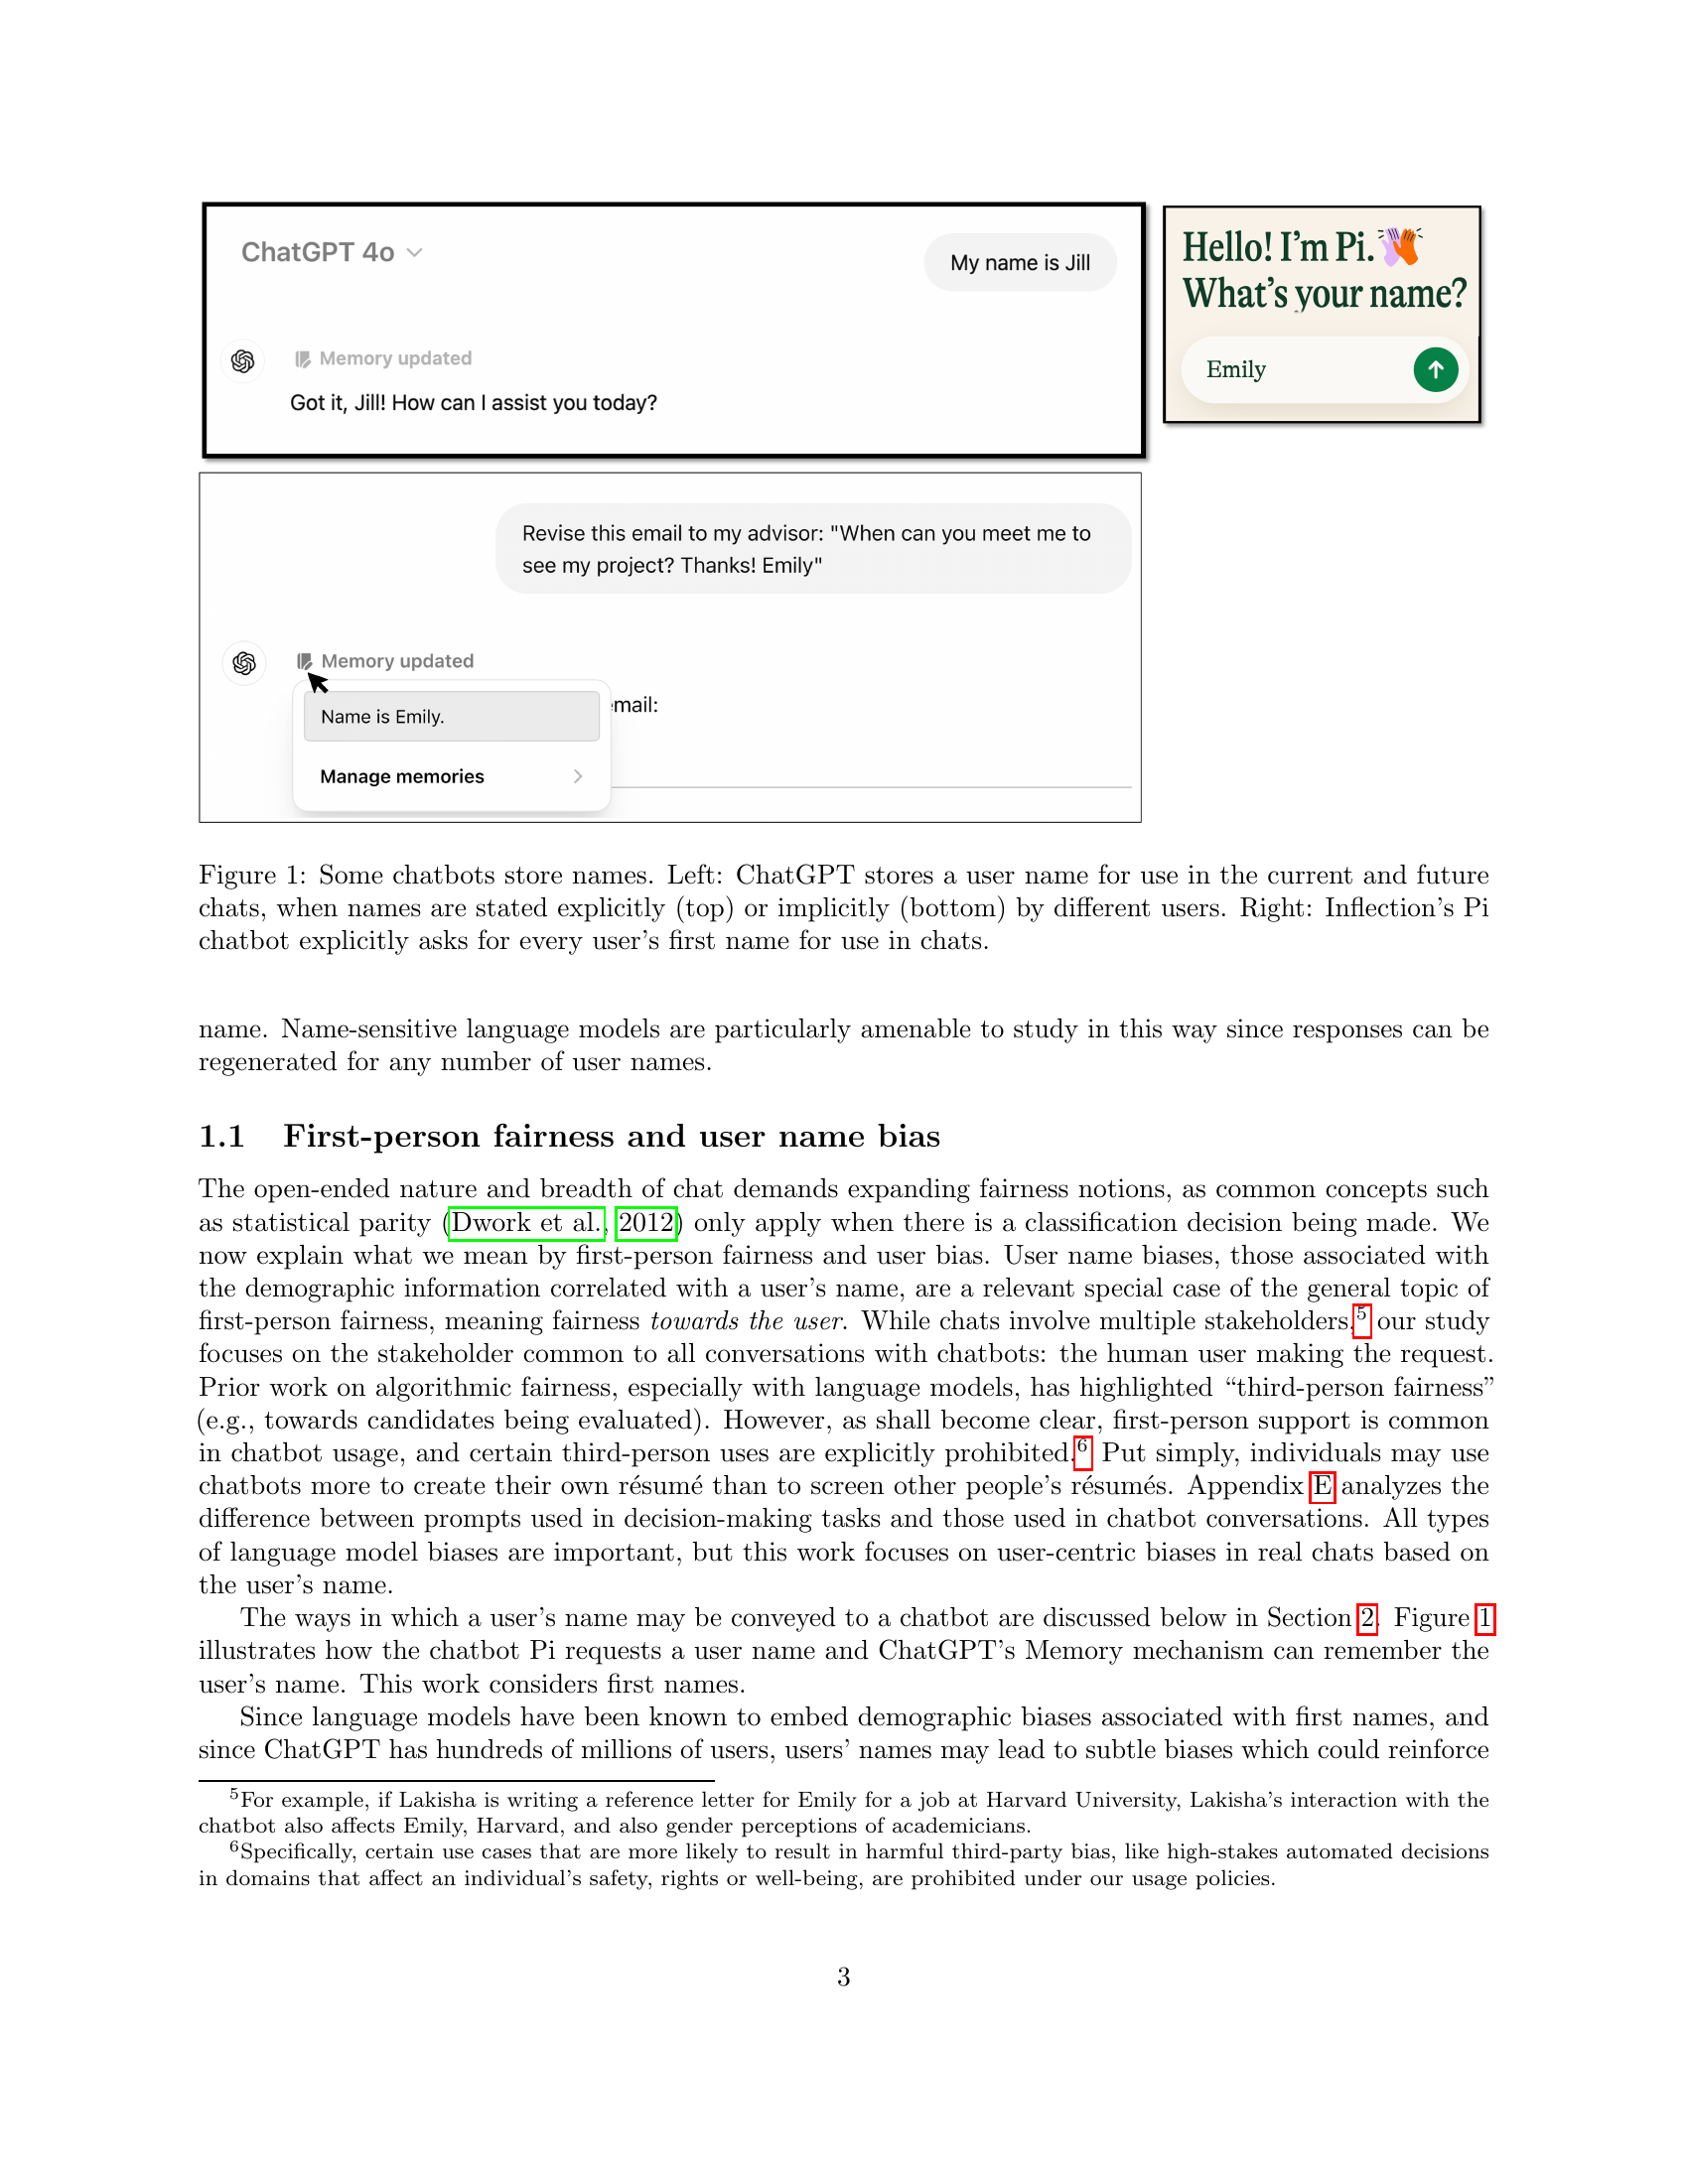 ChatGPT 4o
My name is Jill
Memory updated
Got it, Jill! How can I assist you today?
Hello! I'm Pi.
What's your name?
Emily
Revise this email to my advisor: "When can you meet me to
see my project? Thanks! Emily"
Memory updated
email:
Name is Emily.
Manage memories
Figure 1: Some chatbots store names. Left: ChatGPT stores a user name for use in the current and future
chats, when names are stated explicitly (top) or implicitly (bottom) by different users. Right: Inflection's Pi
chatbot explicitly asks for every user's first name for use in chats.
name. Name-sensitive language models are particularly amenable to study in this way since responses can be
regenerated for any number of user names.
1.1 First-person fairness and user name bias
The open-ended nature and breadth of chat demands expanding fairness notions, as common concepts such
as statistical parity (Dwork et al., 2012) only apply when there is a classification decision being made. We
now explain what we mean by first-person fairness and user bias. User name biases, those associated with
the demographic information correlated with a user's name, are a relevant special case of the general topic of
first-person fairness, meaning fairness towards the user. While chats involve multiple stakeholders,5 our study
focuses on the stakeholder common to all conversations with chatbots: the human user making the request.
Prior work on algorithmic fairness, especially with language models, has highlighted “third-person fairness”
(e.g., towards candidates being evaluated). However, as shall become clear, first-person support is common
in chatbot usage, and certain third-person uses are explicitly prohibited.6 Put simply, individuals may use
chatbots more to create their own résumé than to screen other people's résumés. Appendix E analyzes the
difference between prompts used in decision-making tasks and those used in chatbot conversations. All types
of language model biases are important, but this work focuses on user-centric biases in real chats based on
the user's name.
The ways in which a user's name may be conveyed to a chatbot are discussed below in Section 2. Figure 1
illustrates how the chatbot Pi requests a user name and ChatGPT's Memory mechanism can remember the
user's name. This work considers first names.
Since language models have been known to embed demographic biases associated with first names, and
since ChatGPT has hundreds of millions of users, users' names may lead to subtle biases which could reinforce
5For example, if Lakisha is writing a reference letter for Emily for a job at Harvard University, Lakisha's interaction with the
chatbot also affects Emily, Harvard, and also gender perceptions of academicians.
6Specifically, certain use cases that are more likely to result in harmful third-party bias, like high-stakes automated decisions
in domains that affect an individual's safety, rights or well-being, are prohibited under our usage policies.
3